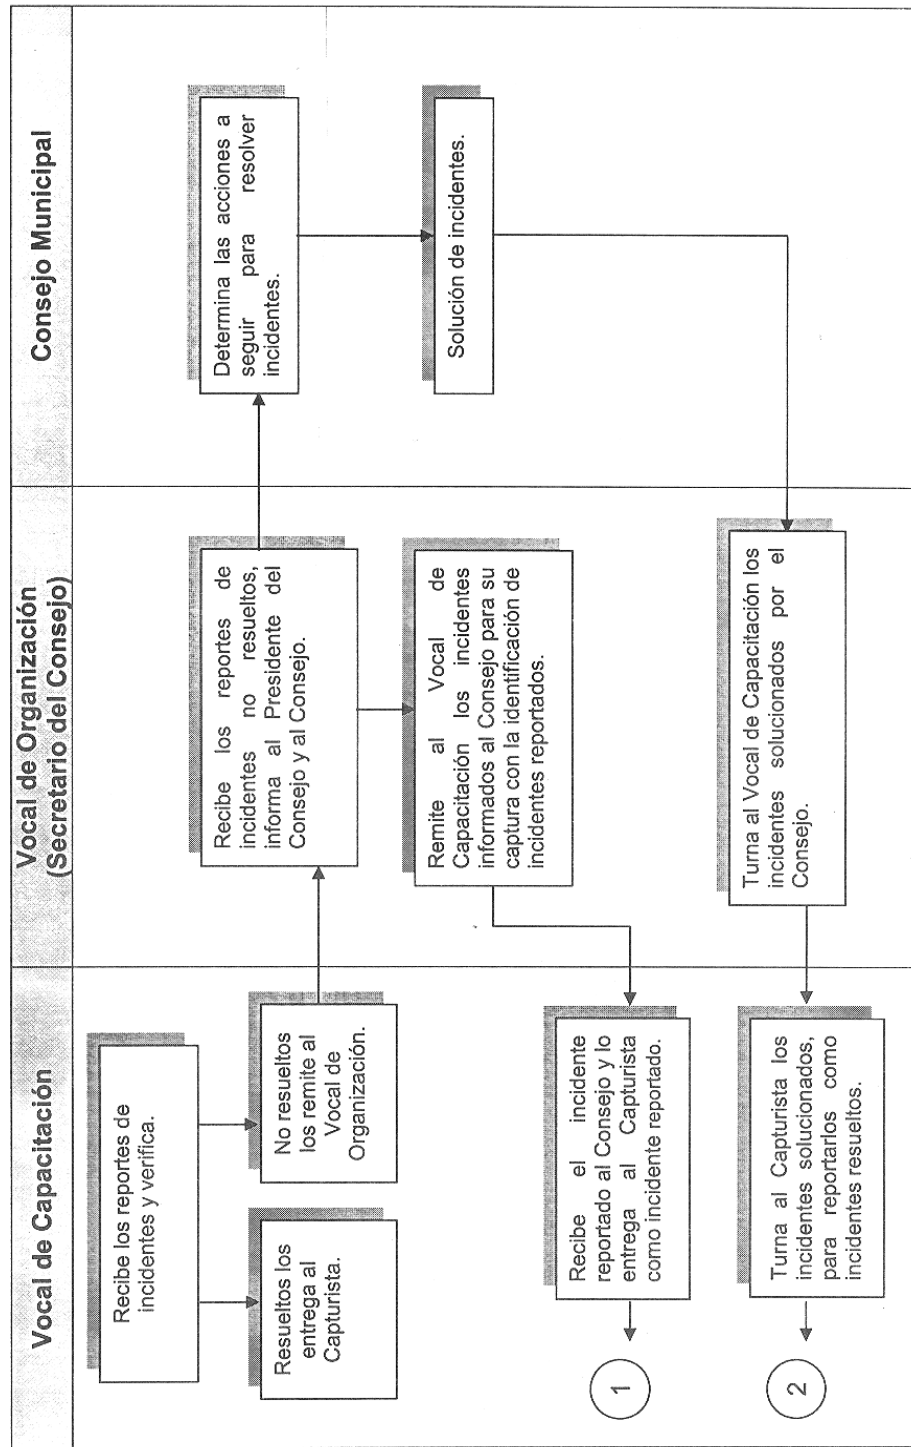 Vocal de Capacitación
Vocal de Organización
(Secretario del Consejo)
Consejo Municipal
Recibe los reportes de
incidentes y verifica.
Resueltos los
entrega al
Capturista.
No resueltos
los remite al
Vocal de
Organización.
Recibe los reportes de
incidentes no resueltos,
informa al Presidente del
Consejo y al Consejo.
Determina las acciones a
seguir para resolver
incidentes.
Remite al Vocal de
Capacitación los incidentes
informados al Consejo para su
captura con la identificación de
incidentes reportados.
Solución de incidentes.
1
Recibe el incidente
reportado al Consejo y lo
entrega al Capturista
como incidente reportado.
2
Turna al Capturista los
incidentes solucionados,
para reportarlos como
incidentes resueltos.
Turna al Vocal de Capacitación los
incidentes solucionados por el
Consejo.